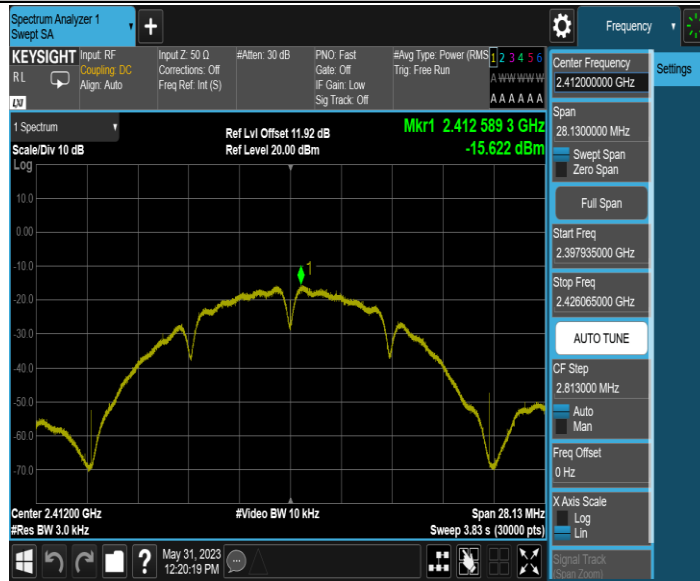 Spectrum Analyzer 1
Swept SA
+
Frequency
KEYSIGHT
RL
LXI
Input: RF
Coupling: DC
Align: Auto
Input Z: 50 Ω
Corrections: Off
Freq Ref: Int (S)
#Atten: 30 dB
PNO: Fast
Gate: Off
IF Gain: Low
Sig Track: Off
#Avg Type: Power (RMS
Trig: Free Run
1 2 3 4 5 6
A W W W W W
A A A A A A
Center Frequency
2.412000000 GHz
Settings
Span
28.1300000 MHz
Swept Span
Zero Span
Full Span
Start Freq
2.397935000 GHz
Stop Freq
2.426065000 GHz
AUTO TUNE
CF Step
2.813000 MHz
Auto
Man
Freq Offset
0 Hz
X Axis Scale
Log
Lin
Signal Track
(Span Zoom)
1 Spectrum
Scale/Div 10 dB
Log
Ref Lvl Offset 11.92 dB
Ref Level 20.00 dBm
Mkr1 2.412 589 3 GHz
-15.622 dBm
10.0
0.00
-10.0
1
-20.0
-30.0
-40.0
-50.0
-60.0
-70.0
Center 2.41200 GHz
#Res BW 3.0 kHz
#Video BW 10 kHz
Span 28.13 MHz
Sweep 3.83 s (30000 pts)
?
May 31, 2023
12:20:19 PM